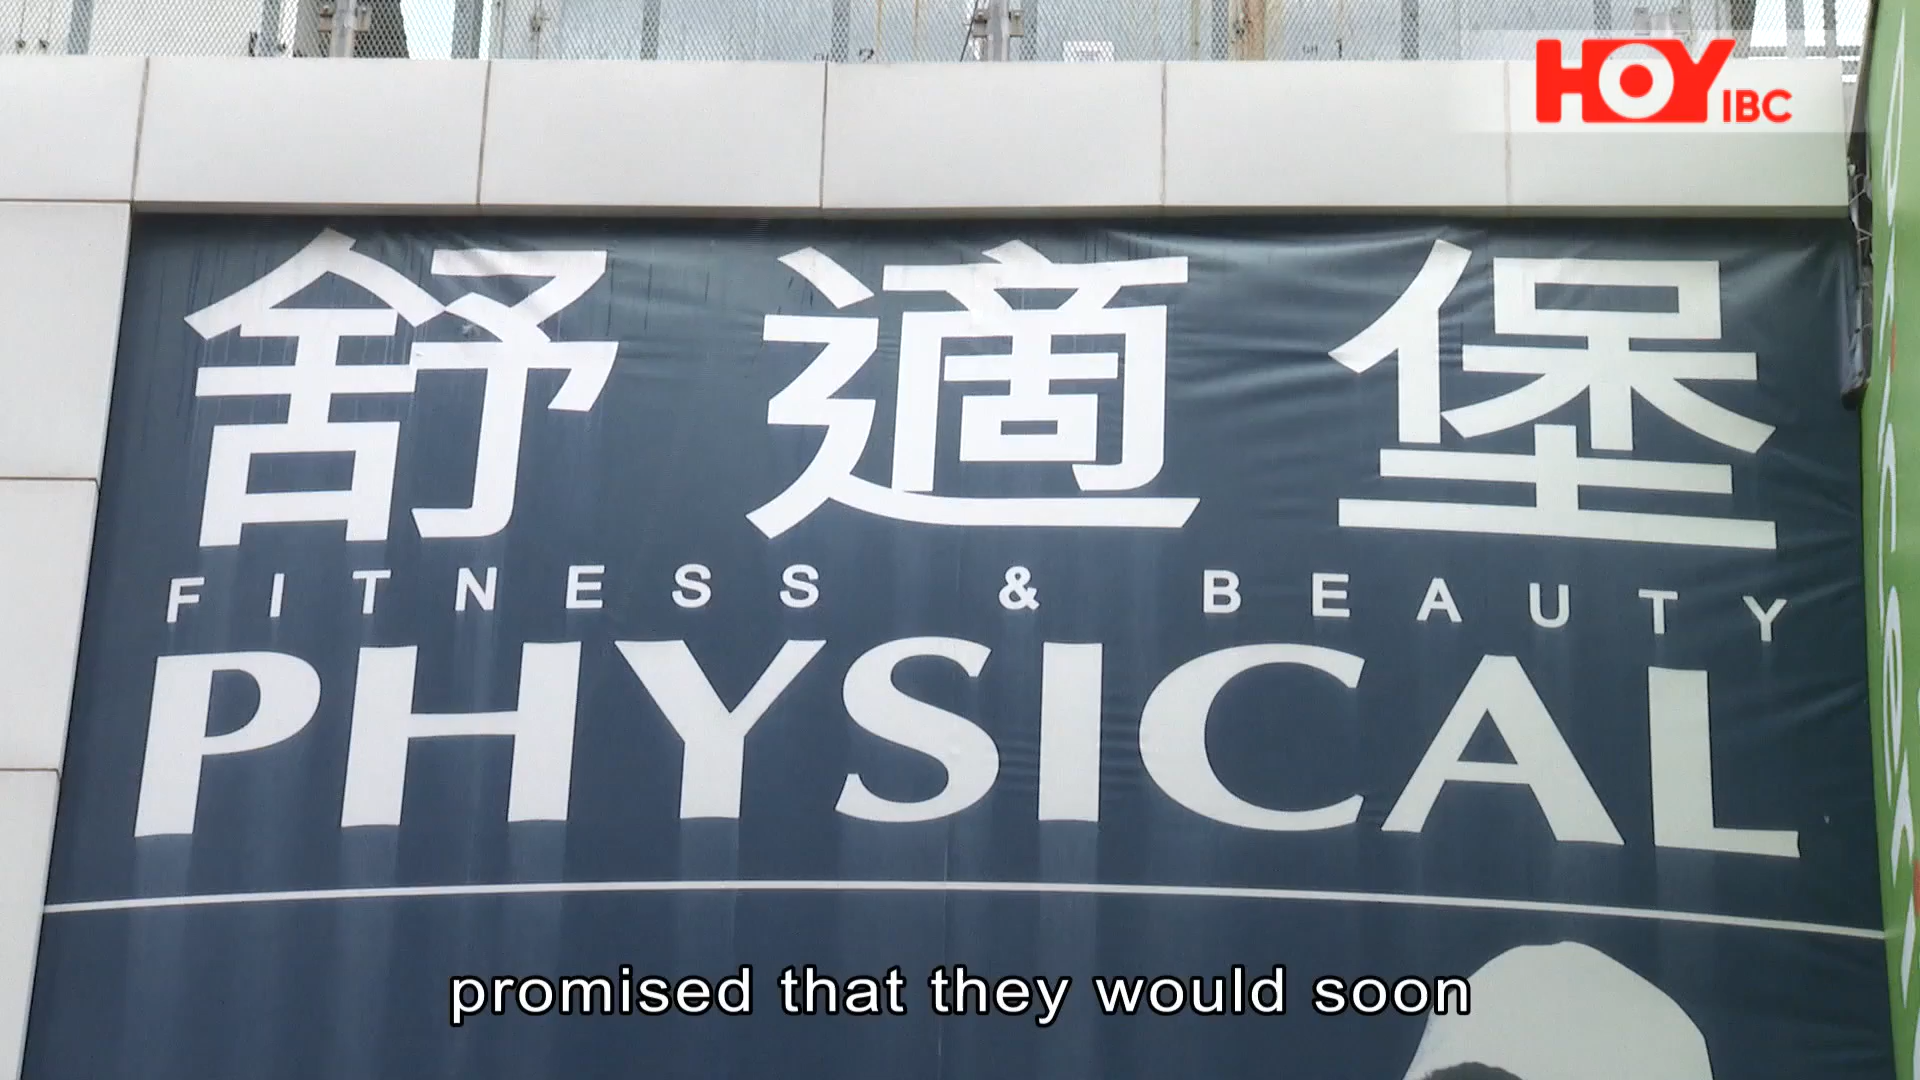 HOY IBC
舒適堡
FITNESS & BEAUTY
PHYSICAL
promised that they would soon